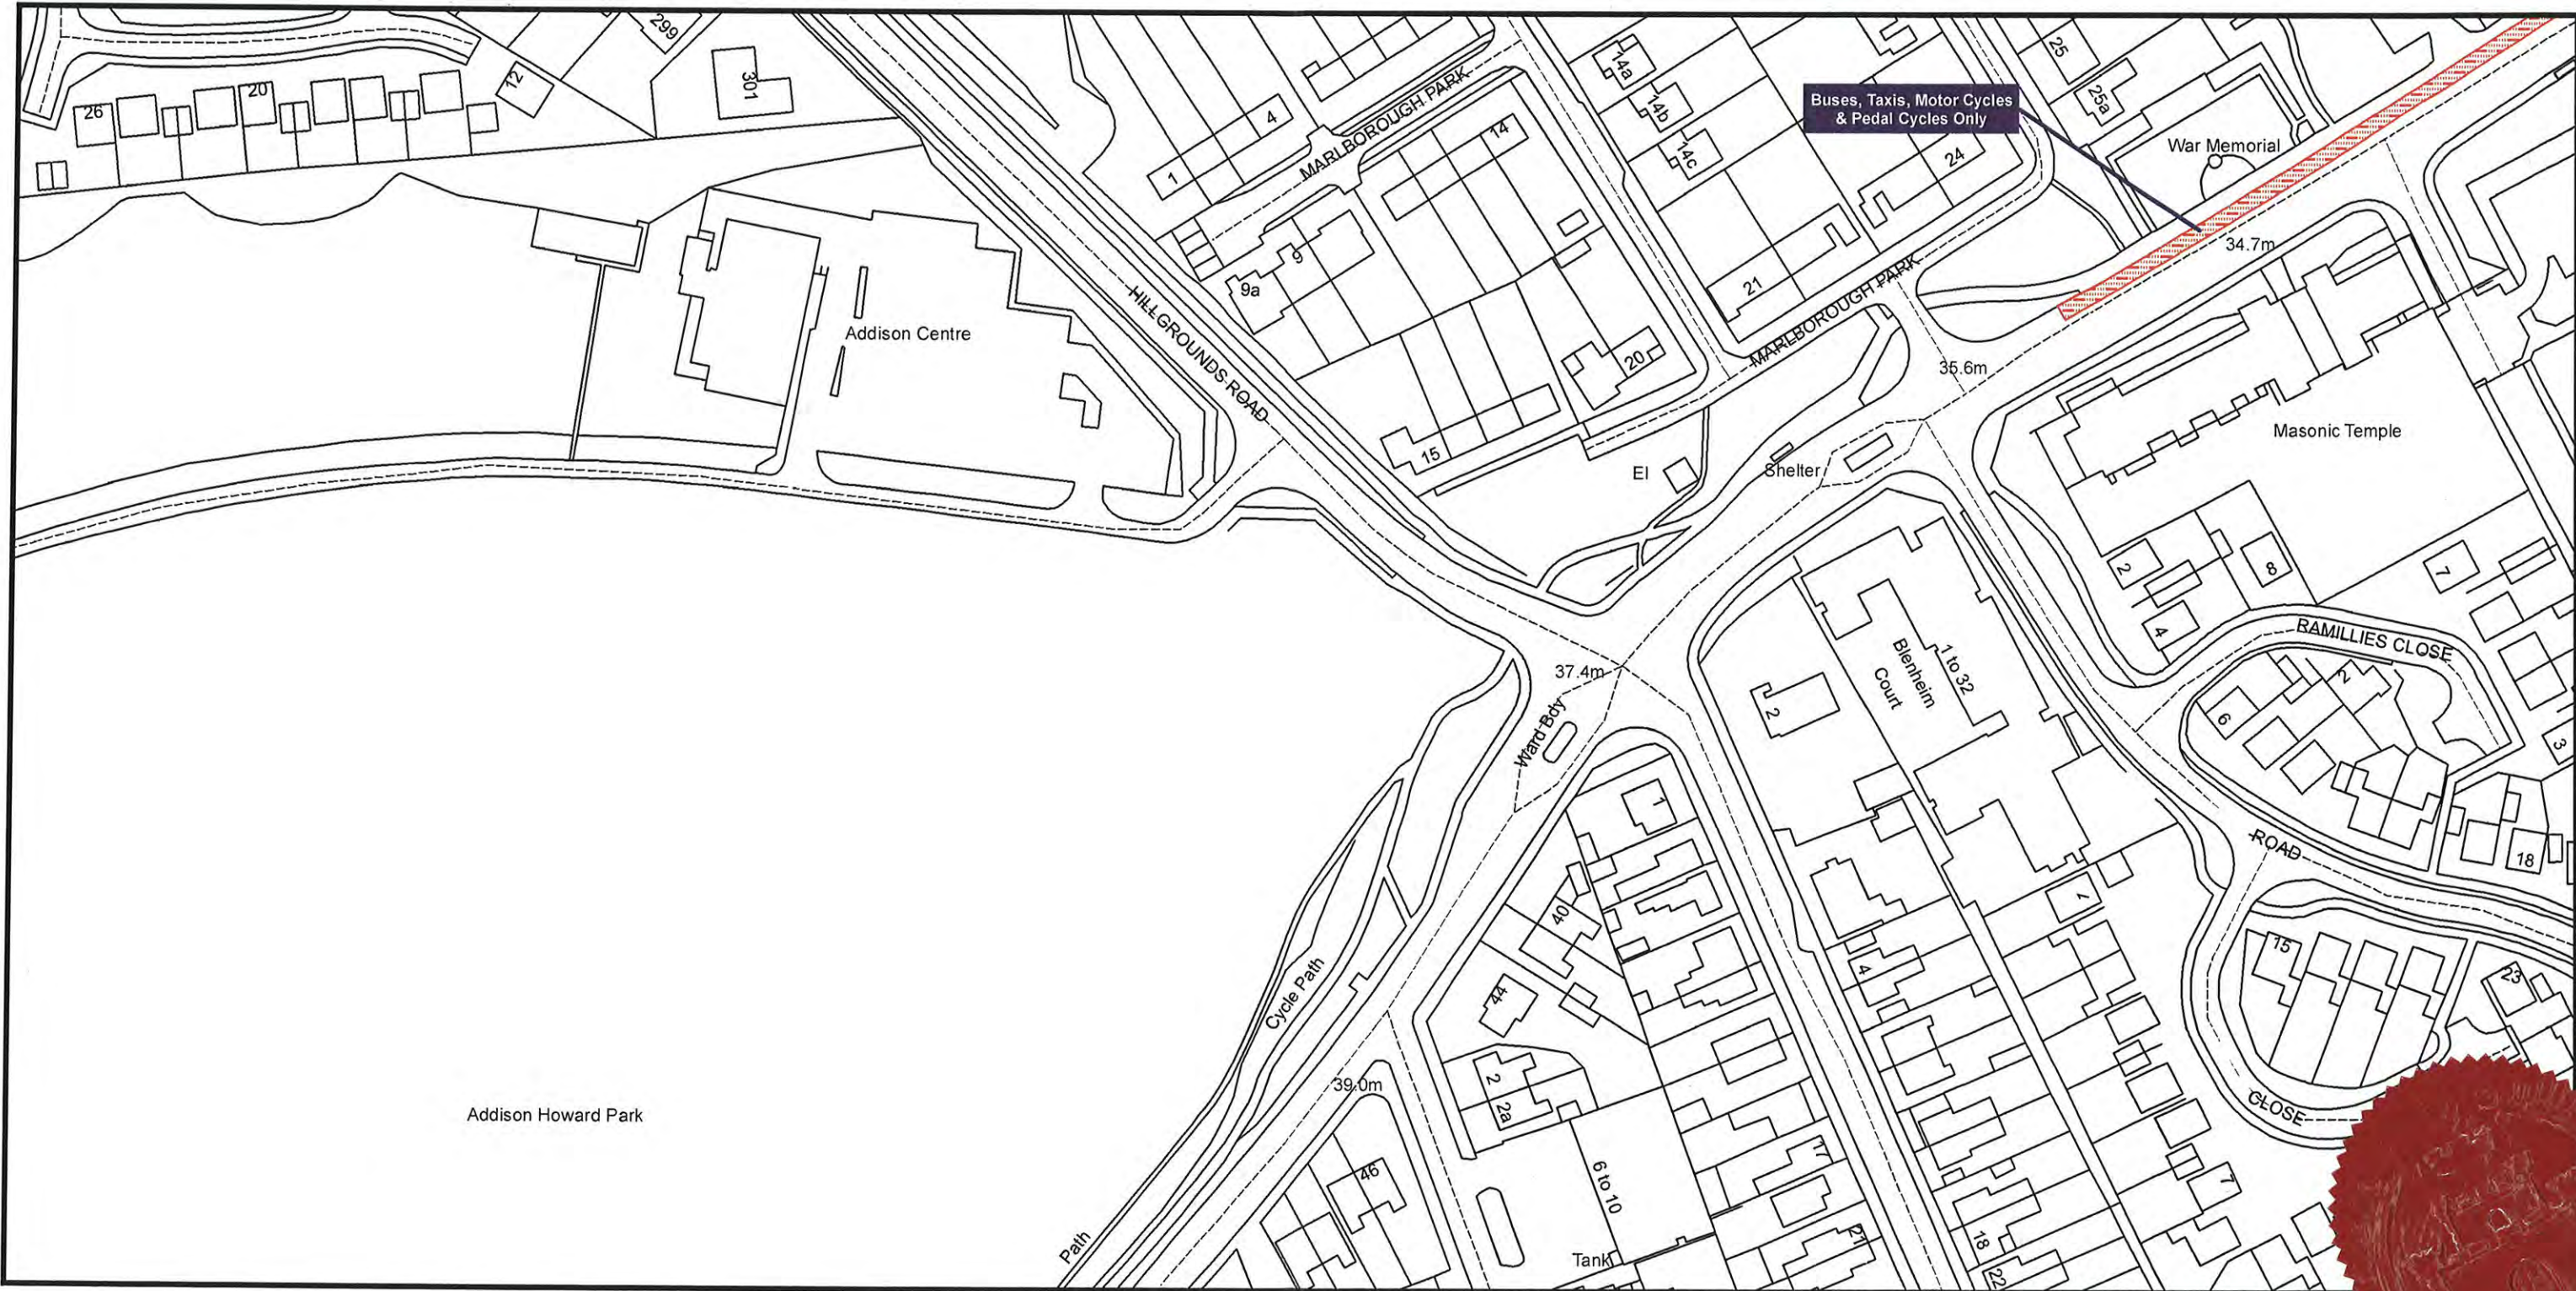 299
12
301
26
20
Addison Centre
HILLGROUNDS ROAD
1
4
MARLBOROUGH PARK
14
9
9a
15
20
14a
14b
14c
21
24
MARLBOROUGH PARK
Buses, Taxis, Motor Cycles
& Pedal Cycles Only
25
25a
War Memorial
34.7m
35.6m
Masonic Temple
El
Shelter
2
4
8
7
RAMILLIES CLOSE
2
6
3
18
ROAD
15
23
CLOSE
37.4m
Ward Bdy
2
Blenheim
Court
1 to 32
1
40
44
2
2a
6 to 10
Tank
39.0m
46
Cycle Path
Path
Addison Howard Park
1
4
17
21
18
22
7